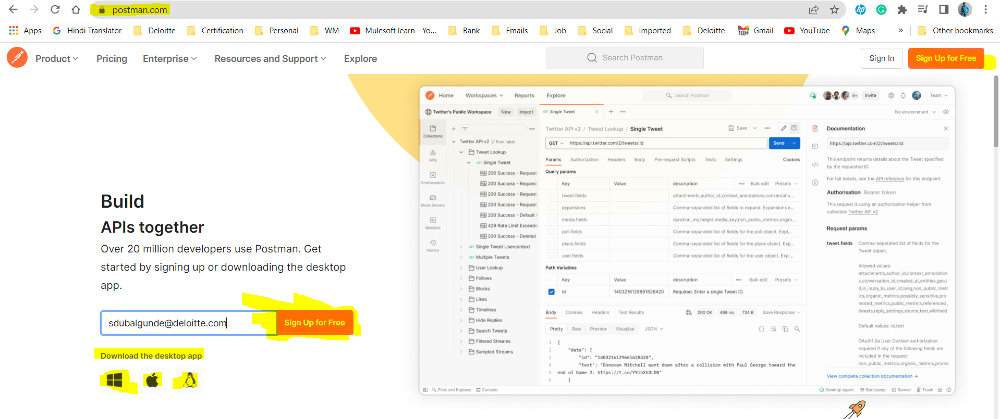 postman.com
Apps Hindi Translator Deloitte Certification Personal WM Mulesoft learn - Yo... Bank Emails Job Social Imported Deloitte 100+ Gmail YouTube Maps » Other bookmarks
Product Pricing Enterprise Resources and Support Explore Search Postman Sign In Sign Up for Free
Build
APIs together
Over 20 million developers use Postman. Get
started by signing up or downloading the desktop
app.
sdubalgunde@deloitte.com Sign Up for Free
Download the desktop app
Home Workspaces Reports Explore Search Postman 9+ Invite Team
Twitter's Public Workspace New Import GET Single Tweet No enviornment
Collections
APIs
Environments
Mock Servers
Monitors
History
Twitter API v2 Fork label
Tweet Lookup
GET Single Tweet
200 Success - Request
200 Success - Request
200 Success - Request
200 Success - Request
200 Success - Default
429 Rate Limit Exceede
200 Success - Deleted
GET Single Tweet Usercontext
GET Multiple Tweets
User Lookup
Follows
Blocks
Likes
Timelines
Hide Replies
Search Tweets
Filtered Streams
Sampled Streams
Twitter API v2 / Tweet Lookup / Single Tweet Save
GET https://api.twitter.com/2/tweets/:id Send
Params Authorization Headers Body Pre-request Scripts Tests Settings Cookies
Query params
Key Value description Bulk edit Presets
tweet.fields attachments,author_id,context_annotations,conversatio...
expansions Comma-separated list of fields to expand. Expansions e...
media.fields duration_ms,height,media_key,non_public_metrics,organ...
poll.fields Comma-separated list of fields for the poll object. Expl...
place.fields Comma-separated list of fields for the place object. Exp...
user.fields Comma-separated list of fields for the user object. Expl...
Path Variables
Key Value description Bulk edit Presets
id 1403216129661628420 Required. Enter a single Tweet ID.
Body Cookies Headers Test Results 200 OK 468 ms 734 B Save Response
Pretty Raw Preview Visualize JSON {}
1 {
2 "data": {
3 "id": "1403216129661628420",
4 "text": "Donovan Mitchell went down after a collision with Paul George toward the
5 end of Game 2. https://t.co/Y9ihXhDLDN"
6 }
Documentation
https://api.twitter.com/2/tweets/:id
This endpoint returns details about the Tweet specified
by the requested ID.
For full details, see the API reference for this endpoint.
Authorisation Bearer token
This request is using an authorization helper from
collection Twitter API v2
Request params
tweet.fields Comma-separated list of fields for the
Tweet object.
Allowed values:
attachments,author_id,context_annotation
s,conversation_id,created_at,entities,geo,i
d,in_reply_to_user_id,lang,non_public_metr
ics,organic_metrics,possibly_sensitive,pro
moted_metrics,public_metrics,referenced_
tweets,reply_settings,source,text,withheld
Default values: id,text
OAuth1.0a User Context authorization
required if any of the following fields are
included in the request:
non_public_metrics,organic_metrics,promo
View complete collection documentation →
Find and Replace Console Desktop agent Bootcamp Runner Trash